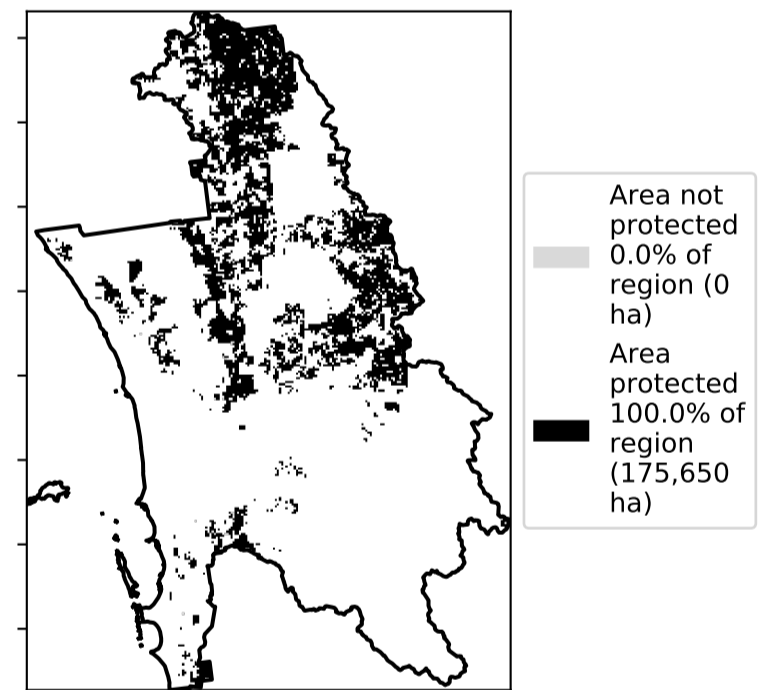 Area not
protected
0.0% of
region (0
ha)
Area
protected
100.0% of
region
(175,650
ha)